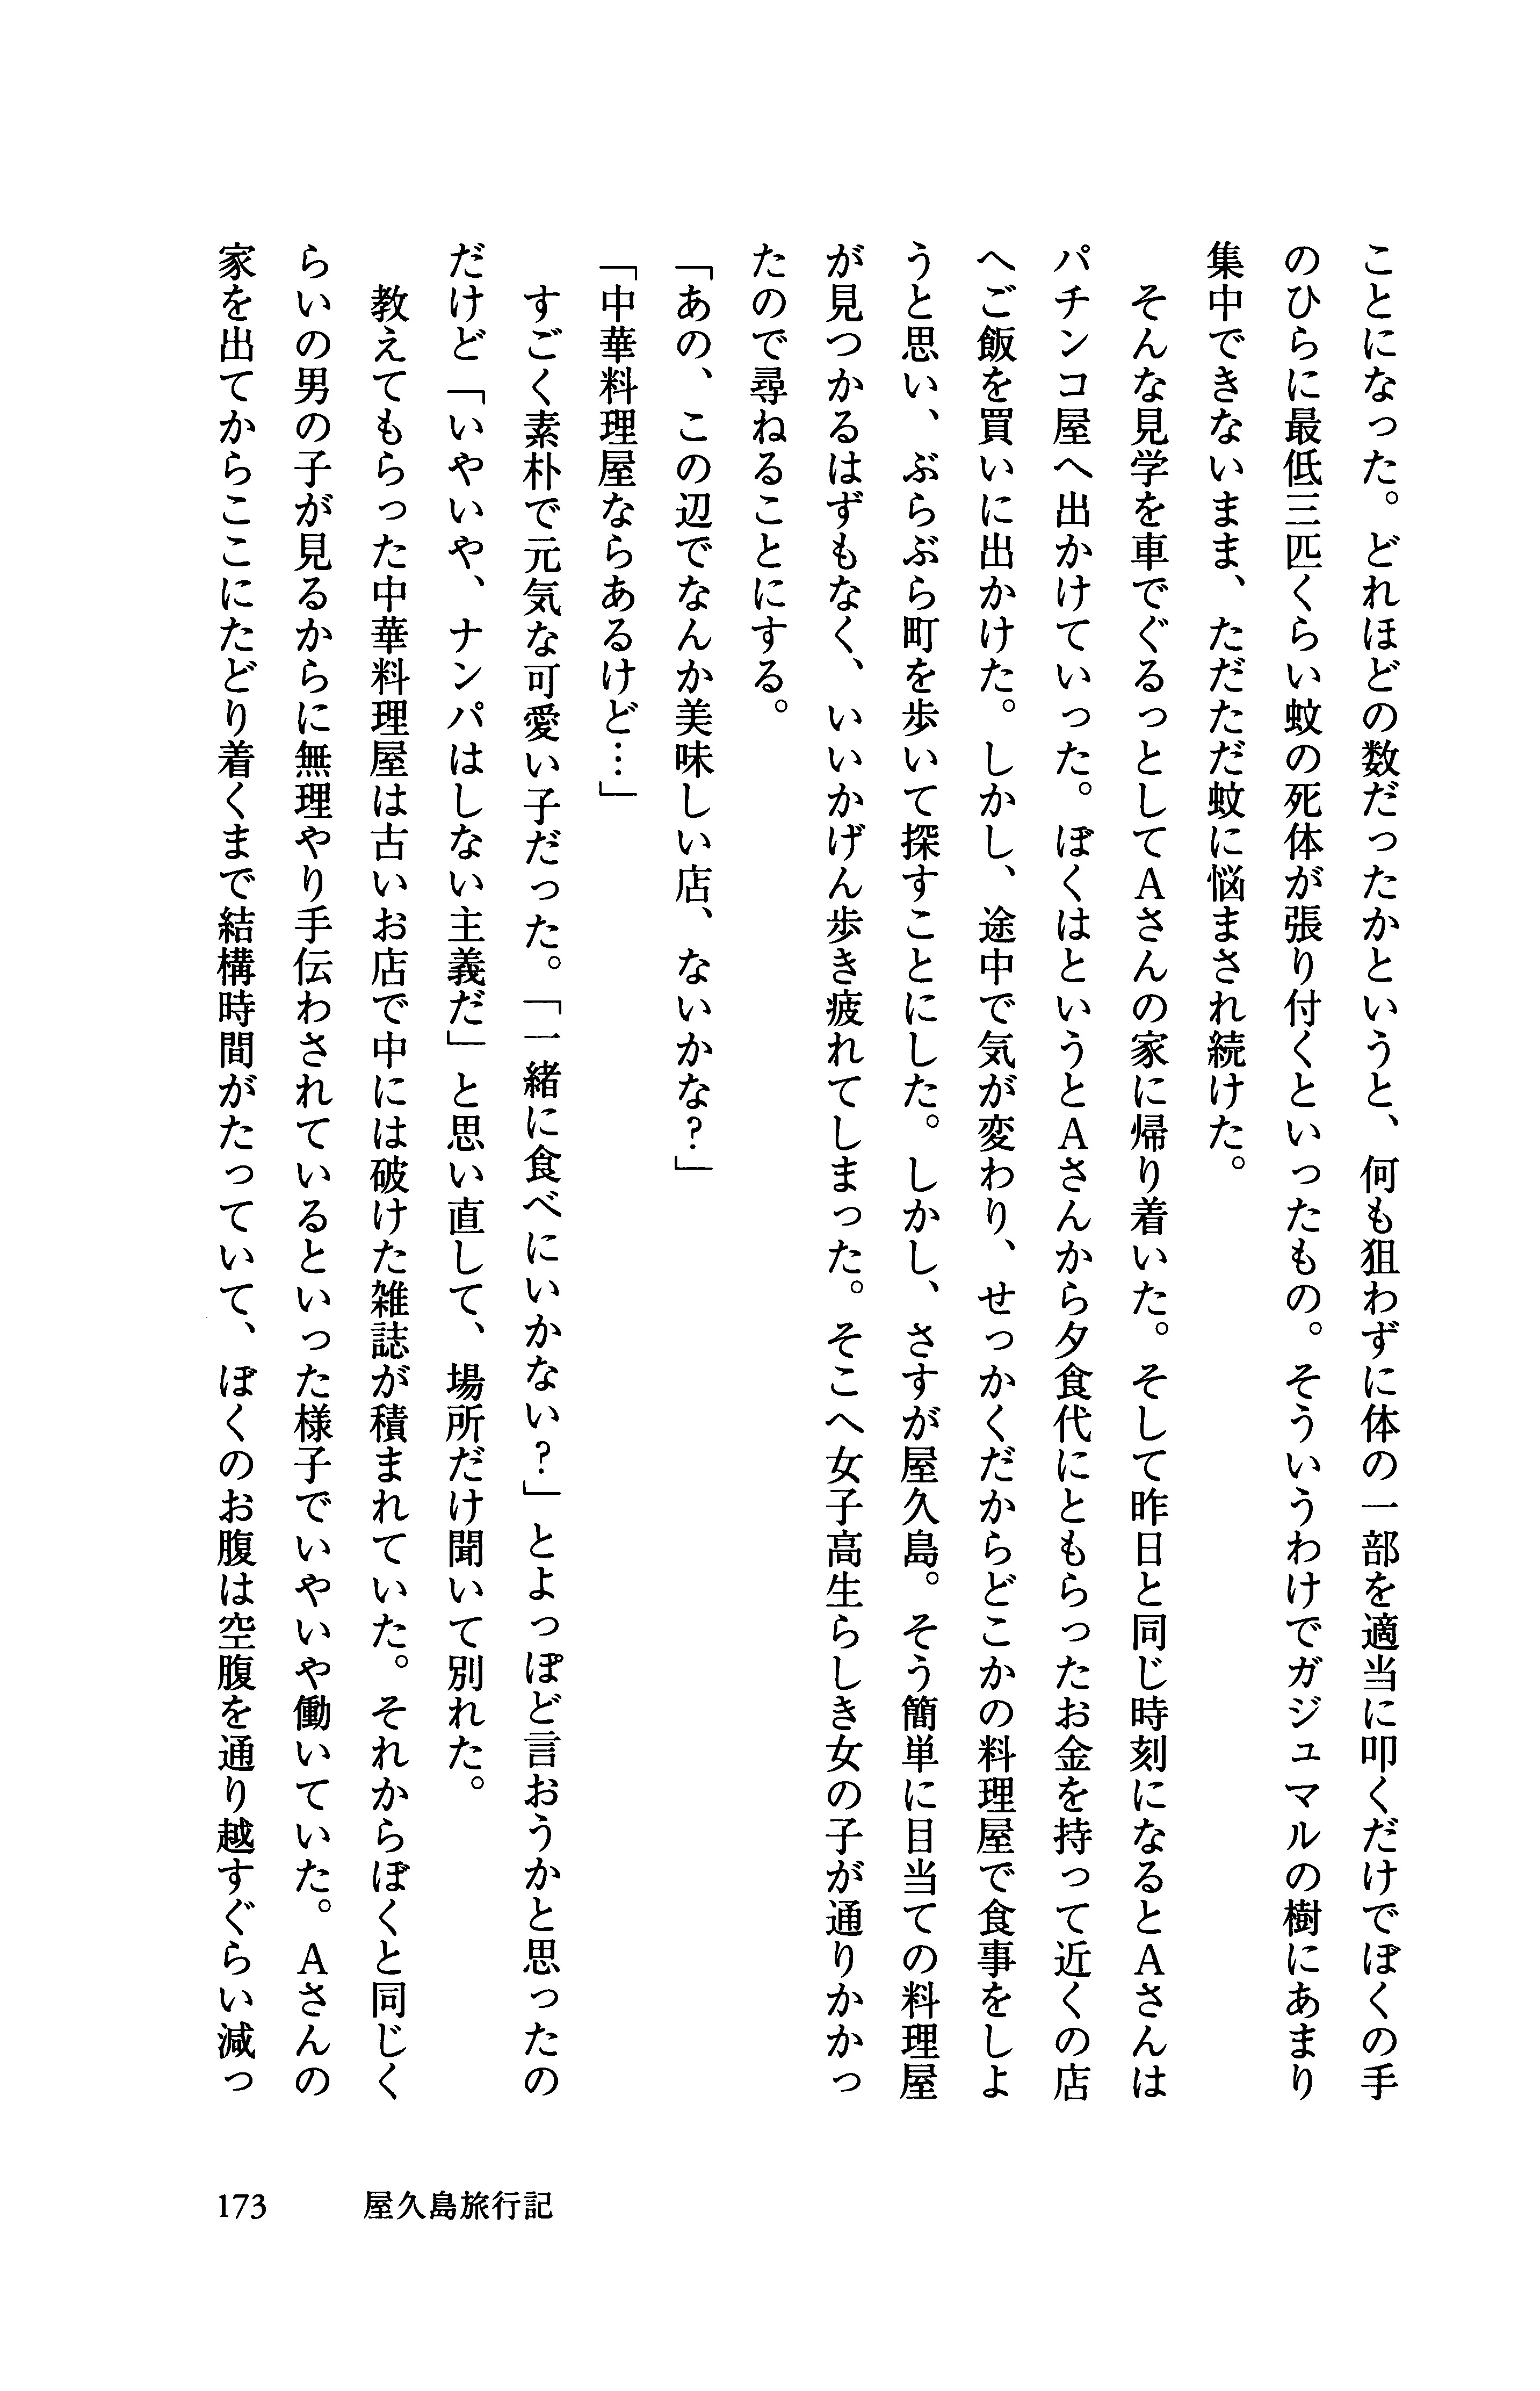 ことになった。どれほどの数だったかというと、何も狙わずに体の一部を適当に叩くだけでぼくの手
のひらに最低三匹くらい蚊の死体が張り付くといったもの。そういうわけでガジュマルの樹にあまり
集中できないまま、ただただ蚊に悩まされ続けた。
　そんな見学を車でぐるっとしてＡさんの家に帰り着いた。そして昨日と同じ時刻になるとＡさんは
パチンコ屋へ出かけていった。ぼくはというとＡさんから夕食代にともらったお金を持って近くの店
へご飯を買いに出かけた。しかし、途中で気が変わり、せっかくだからどこかの料理屋で食事をしよ
うと思い、ぶらぶら町を歩いて探すことにした。しかし、さすが屋久島。そう簡単に目当ての料理屋
が見つかるはずもなく、いいかげん歩き疲れてしまった。そこへ女子高生らしき女の子が通りかかっ
たので尋ねることにする。
「あの、この辺でなんか美味しい店、ないかな？」
「中華料理屋ならあるけど…」
　すごく素朴で元気な可愛い子だった。「一緒に食べにいかない？」とよっぽど言おうかと思ったの
だけど「いやいや、ナンパはしない主義だ」と思い直して、場所だけ聞いて別れた。
　教えてもらった中華料理屋は古いお店で中には破けた雑誌が積まれていた。それからぼくと同じく
らいの男の子が見るからに無理やり手伝わされているといった様子でいやいや働いていた。Ａさんの
家を出てからここにたどり着くまで結構時間がたっていて、ぼくのお腹は空腹を通り越すぐらい減っ
173　屋久島旅行記